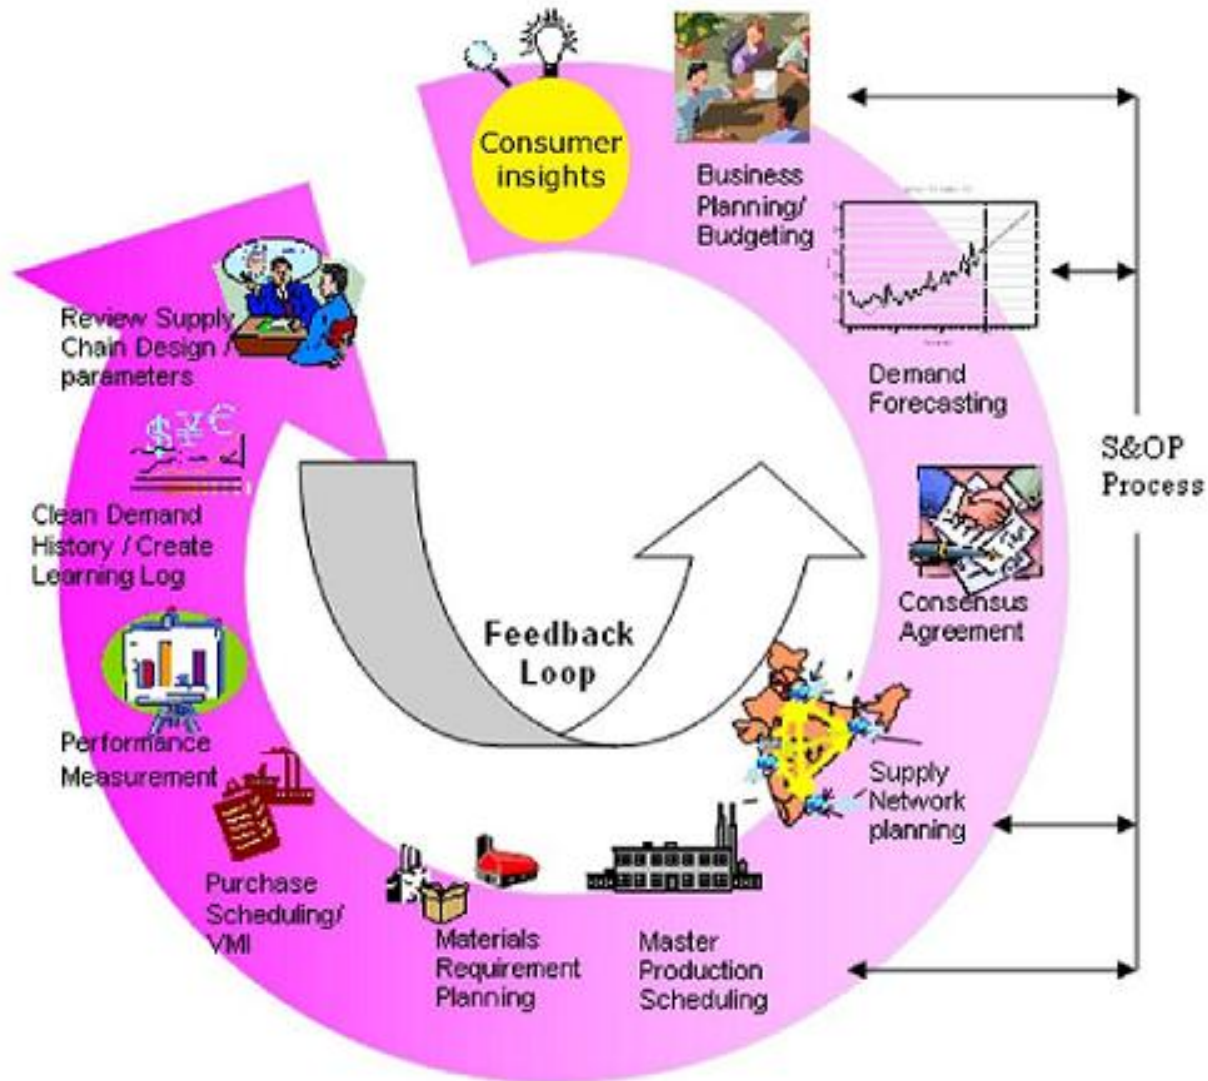 Consumer
insights
Business
Planning/
Budgeting
Demand
Forecasting
S&OP
Process
Consensus
Agreement
Supply
Network
planning
Master
Production
Scheduling
Materials
Requirement
Planning
Purchase
Scheduling/
VMI
Performance
Measurement
Clean Demand
History / Create
Learning Log
$ ¥ €
Review Supply
Chain Design /
parameters
Feedback
Loop